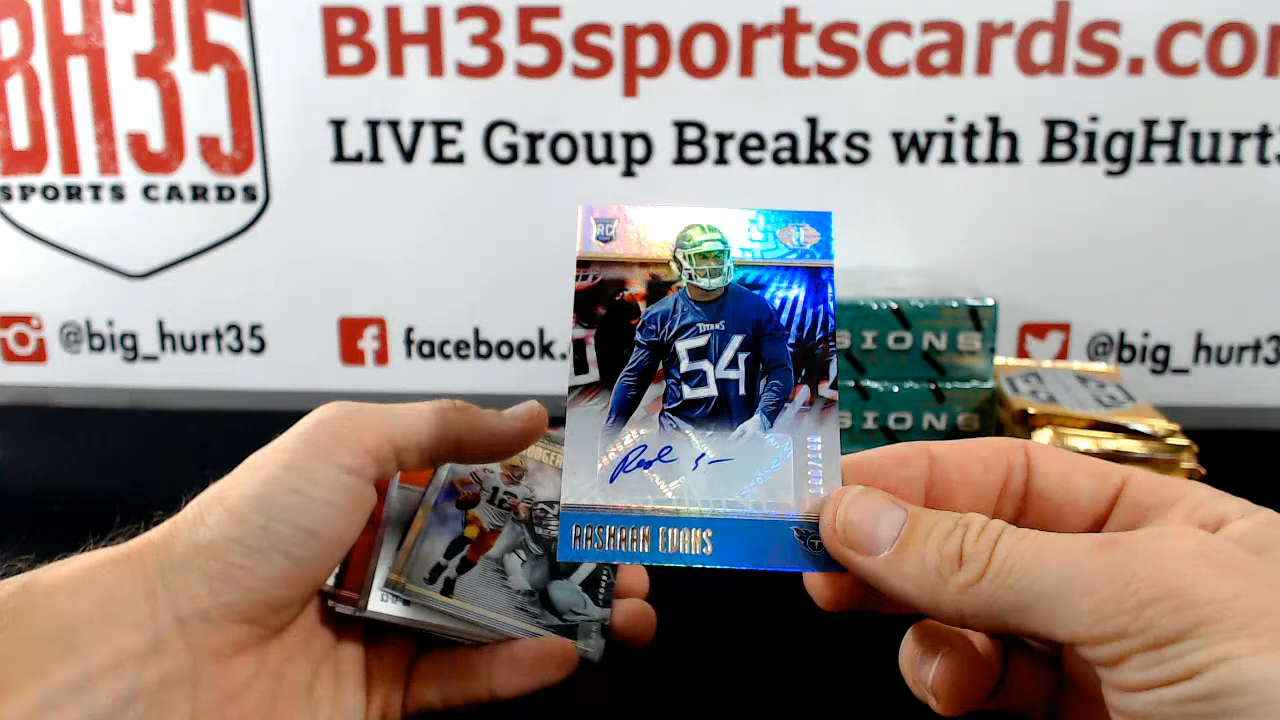 BH35
SPORTS CARDS
BH35sportscards.co
LIVE Group Breaks with BigHurt
@big_hurt35
facebook.
@big_hurt3
RC
TITANS
54
RASHAAN EVANS
12
SIONS
SIONS